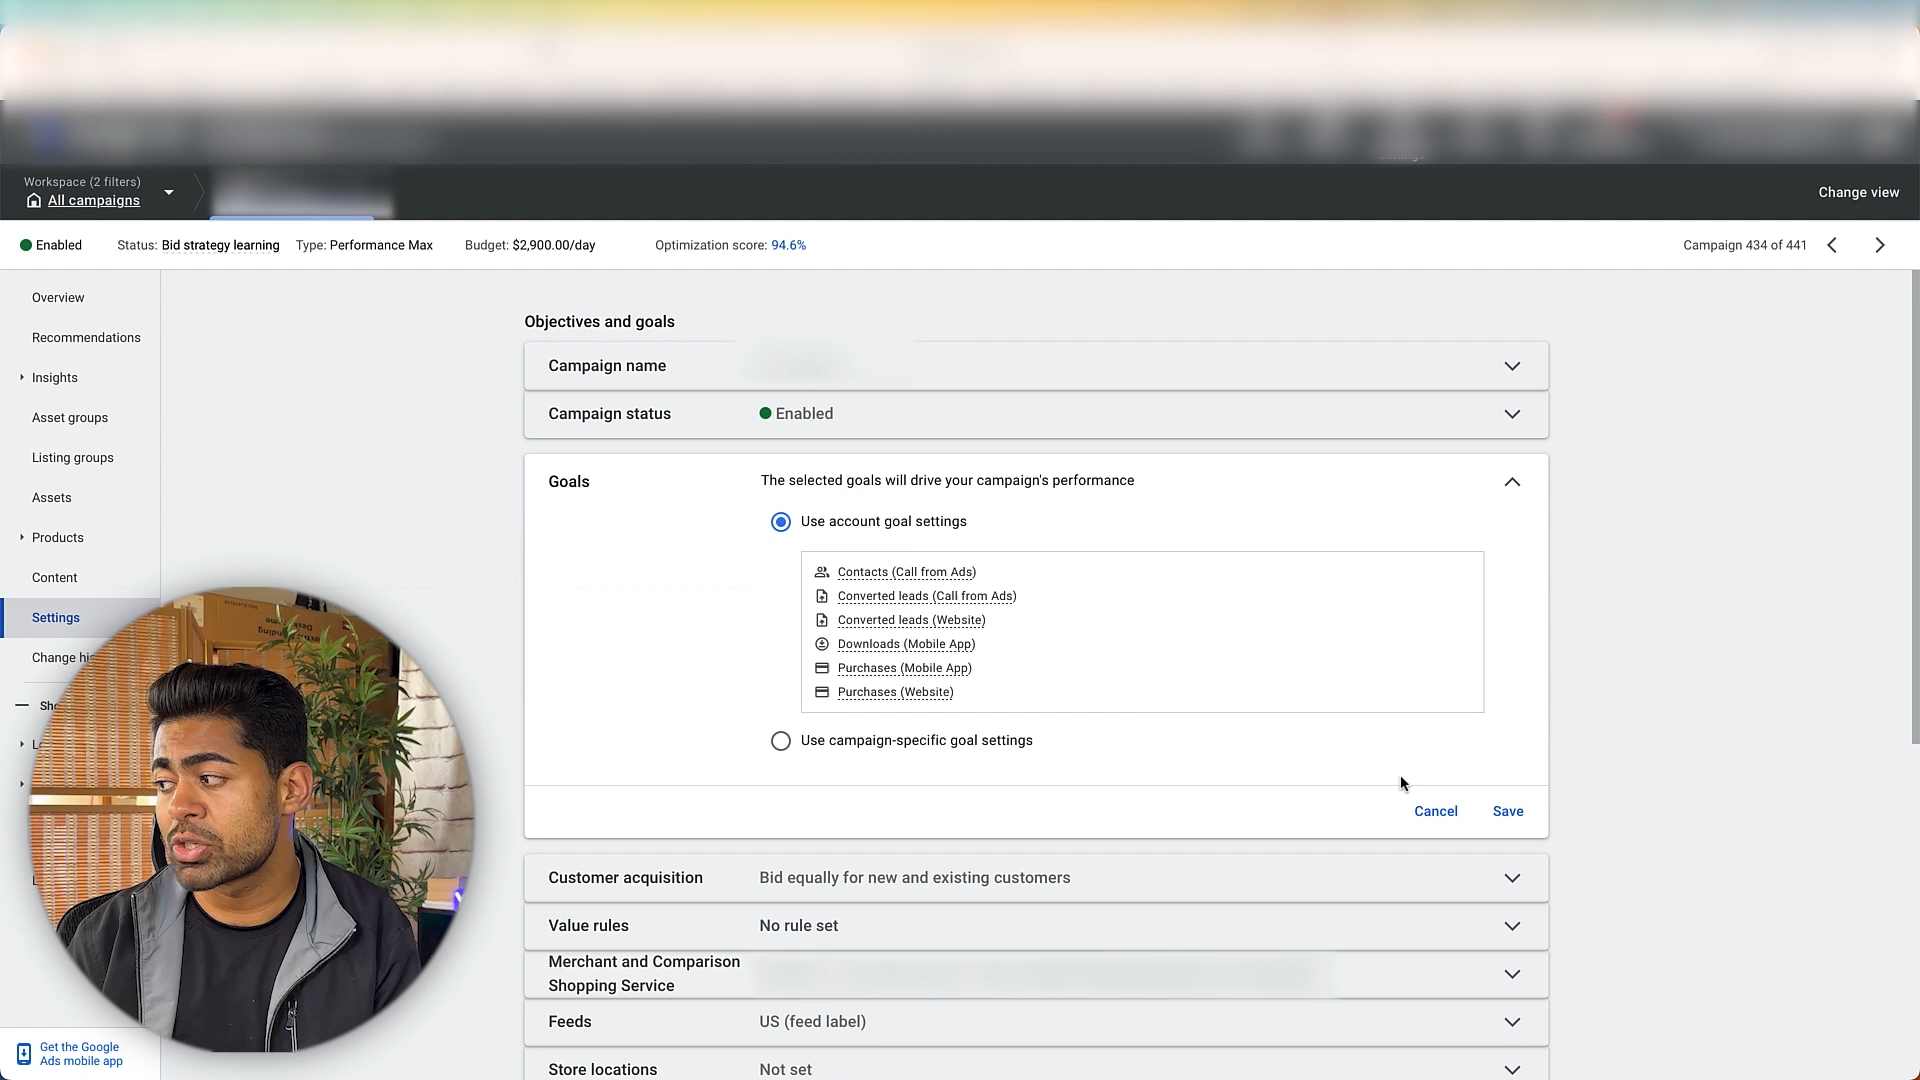 Workspace (2 filters)
All campaigns
Change view
Enabled
Status: Bid strategy learning
Type: Performance Max
Budget: $2,900.00/day
Optimization score: 94.6%
Campaign 434 of 441
Overview
Recommendations
Insights
Asset groups
Listing groups
Assets
Products
Content
Settings
Change
Get the Google
Ads mobile app
Objectives and goals
Campaign name
Campaign status
Enabled
Goals
The selected goals will drive your campaign's performance
Use account goal settings
Contacts (Call from Ads)
Converted leads (Call from Ads)
Converted leads (Website)
Downloads (Mobile App)
Purchases (Mobile App)
Purchases (Website)
Use campaign-specific goal settings
Cancel
Save
Customer acquisition
Bid equally for new and existing customers
Value rules
No rule set
Merchant and Comparison
Shopping Service
Feeds
US (feed label)
Store locations
Not set